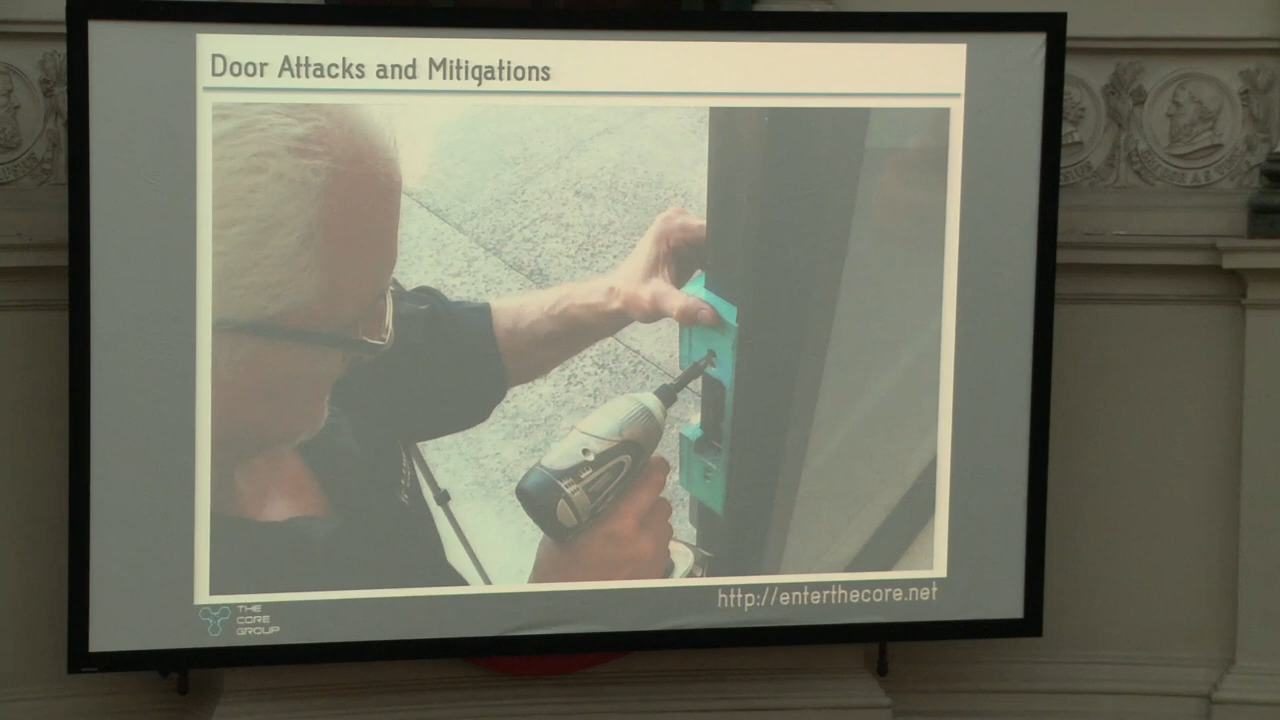 Door Attacks and Mitigations
http://enterthecore.net
THE
CORE
GROUP